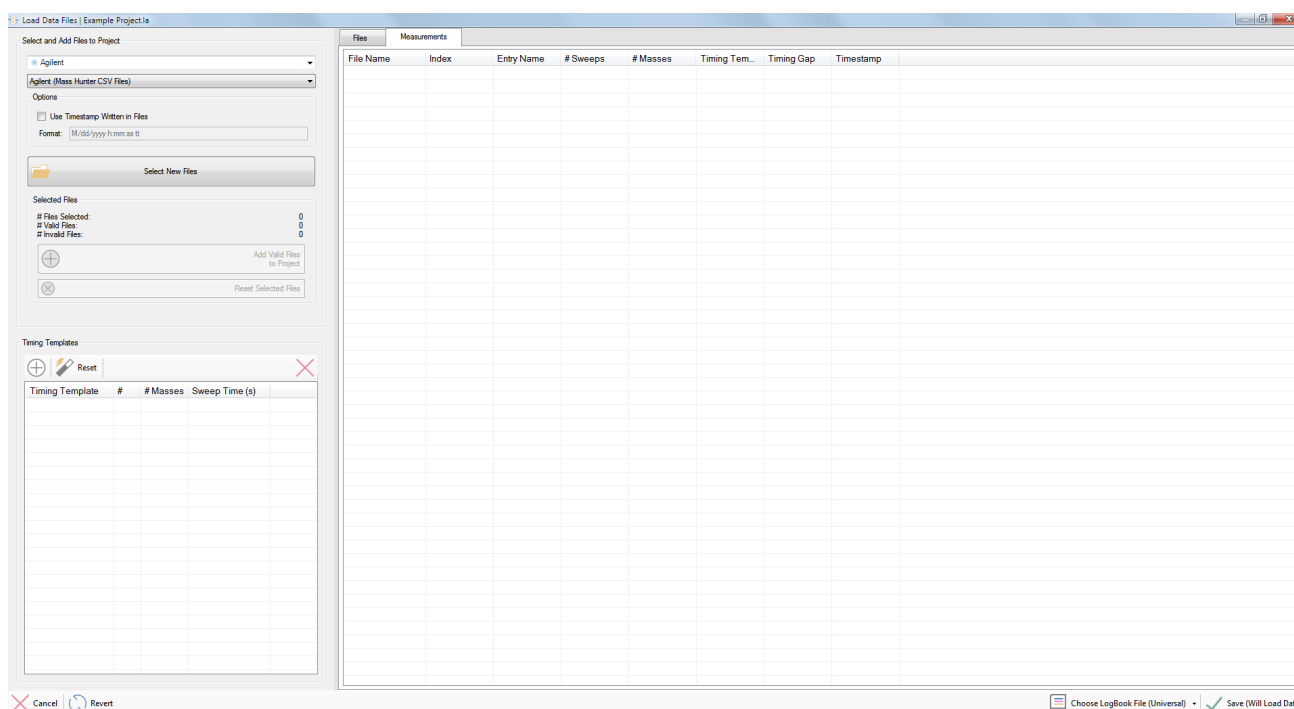 Load Data Files | Example Project.la
Select and Add Files to Project
Agilent
Agilent (Mass Hunter CSV Files)
Options
Use Timestamp Written in Files
Format: M/dd/yyyy h:mm:ss tt
Select New Files
Selected Files
# Files Selected: 0
# Valid Files: 0
# Invalid Files: 0
Add Valid Files
to Project
Reset Selected Files
Timing Templates
Reset
Timing Template # # Masses Sweep Time (s)
Files Measurements
File Name Index Entry Name # Sweeps # Masses Timing Tem... Timing Gap Timestamp
Cancel Revert Choose LogBook File (Universal) Save (Will Load Dat